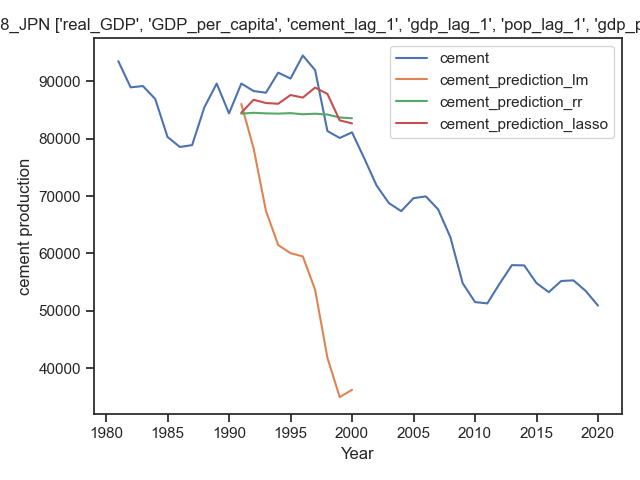 8_JPN ['real_GDP', 'GDP_per_capita', 'cement_lag_1', 'gdp_lag_1', 'pop_lag_1', 'gdp_p
cement
cement_prediction_lm
cement_prediction_rr
cement_prediction_lasso
cement production
90000
80000
70000
60000
50000
40000
1980 1985 1990 1995 2000 2005 2010 2015 2020
Year